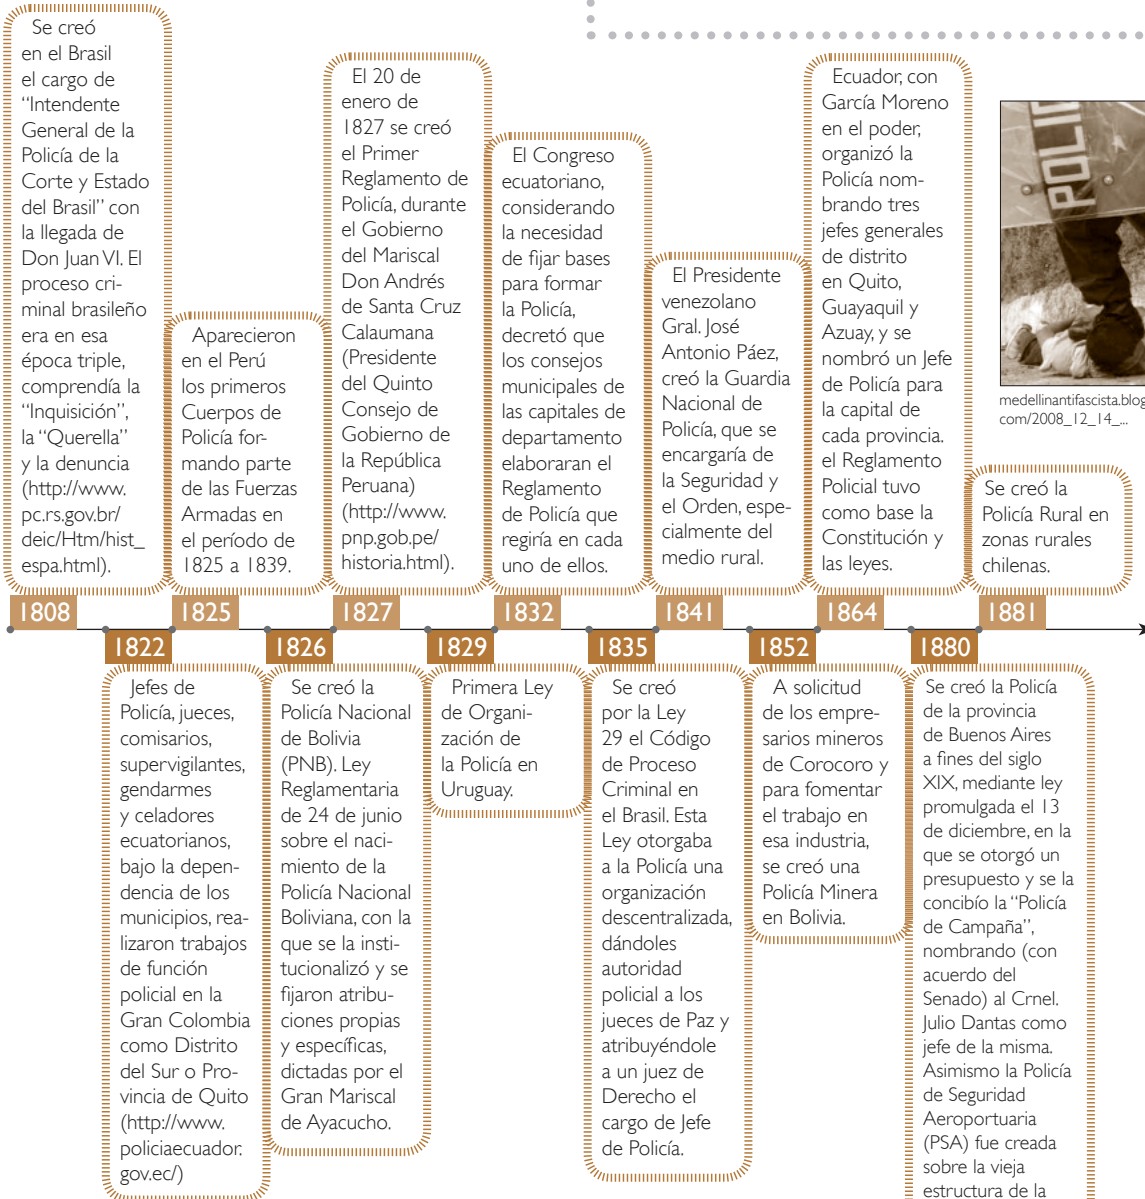 Se creó
en el Brasil
el cargo de
“Intendente
General de la
Policía de la
Corte y Estado
del Brasil” con
la llegada de
Don Juan VI. El
proceso cri-
minal brasileño
era en esa
época triple,
comprendía la
“Inquisición”,
la “Querella”
y la denuncia
(http://www.
pc.rs.gov.br/
deic/Htm/hist_
espa.html).
1808
Jefes de
Policía, jueces,
comisarios,
supervigilantes,
gendarmes
y celadores
ecuatorianos,
bajo la depen-
dencia de los
municipios, rea-
lizaron trabajos
de función
policial en la
Gran Colombia
como Distrito
del Sur o Pro-
vincia de Quito
(http://www.
policiaecuador.
gov.ec/)
1822
Aparecieron
en el Perú
los primeros
Cuerpos de
Policía for-
mando parte
de las Fuerzas
Armadas en
el período de
1825 a 1839.
1825
1826
Se creó la
Policía Nacional
de Bolivia
(PNB). Ley
Reglamentaria
de 24 de junio
sobre el naci-
miento de la
Policía Nacional
Boliviana, con la
que se la insti-
tucionalizó y se
fijaron atribu-
ciones propias
y específicas,
dictadas por el
Gran Mariscal
de Ayacucho.
El 20 de
enero de
1827 se creó
el Primer
Reglamento de
Policía, durante
el Gobierno
del Mariscal
Don Andrés
de Santa Cruz
Calaumana
(Presidente
del Quinto
Consejo de
Gobierno de
la República
Peruana)
(http://www.
pnp.gob.pe/
historia.html).
1827
1829
Primera Ley
de Organi-
zación de
la Policía en
Uruguay.
El Congreso
ecuatoriano,
considerando
la necesidad
de fijar bases
para formar
la Policía,
decretó que
los consejos
municipales de
las capitales de
departamento
elaboraran el
Reglamento
de Policía que
regiría en cada
uno de ellos.
1832
1835
Se creó
por la Ley
29 el Código
de Proceso
Criminal en
el Brasil. Esta
Ley otorgaba
a la Policía una
organización
descentralizada,
dándoles
autoridad
policial a los
jueces de Paz y
atribuyéndole
a un juez de
Derecho el
cargo de Jefe
de Policía.
El Presidente
venezolano
Gral. José
Antonio Páez,
creó la Guardia
Nacional de
Policía, que se
encargaría de
la Seguridad y
el Orden, espe-
cialmente del
medio rural.
1841
1852
A solicitud
de los empre-
sarios mineros
de Corocoro y
para fomentar
el trabajo en
esa industria,
se creó una
Policía Minera
en Bolivia.
Ecuador, con
García Moreno
en el poder,
organizó la
Policía nom-
brando tres
jefes generales
de distrito
en Quito,
Guayaquil y
Azuay, y se
nombró un Jefe
de Policía para
la capital de
cada provincia.
el Reglamento
Policial tuvo
como base la
Constitución y
las leyes.
1864
1880
Se creó la Policía
de la provincia
de Buenos Aires
a fines del siglo
XIX, mediante ley
promulgada el 13
de diciembre, en la
que se otorgó un
presupuesto y se la
concibío la “Policía
de Campaña”,
nombrando (con
acuerdo del
Senado) al Crnel.
Julio Dantas como
jefe de la misma.
Asimismo la Policía
de Seguridad
Aeroportuaria
(PSA) fue creada
sobre la vieja
estructura de la
POLIC
medellinantifascista.blog
com/2008_12_14_...
Se creó la
Policía Rural en
zonas rurales
chilenas.
1881